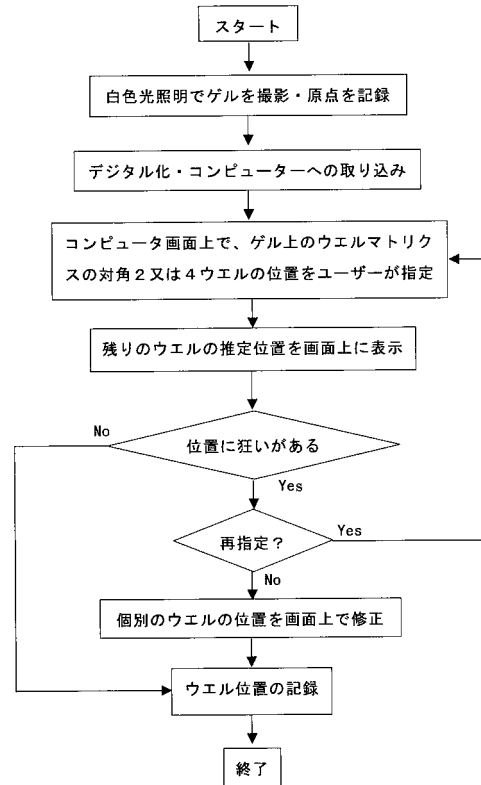 スタート
白色光照明でゲルを撮影・原点を記録
デジタル化・コンピューターへの取り込み
コンピュータ画面上で、ゲル上のウエルマトリク
スの対角２又は４ウエルの位置をユーザーが指定
残りのウエルの推定位置を画面上に表示
No
位置に狂いがある
Yes
再指定？
Yes
No
個別のウエルの位置を画面上で修正
ウエル位置の記録
終了